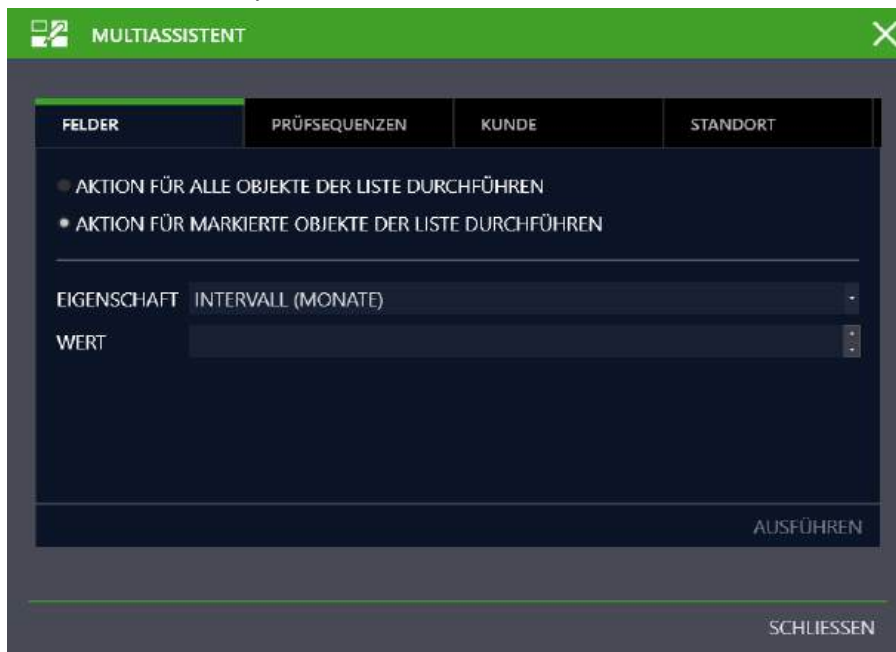 MULTIASSISTENT
FELDER PRÜFSEQUENZEN KUNDE STANDORT
AKTION FÜR ALLE OBJEKTE DER LISTE DURCHFÜHREN
AKTION FÜR MARKIERTE OBJEKTE DER LISTE DURCHFÜHREN
EIGENSCHAFT INTERVALL (MONATE)
WERT
AUSFÜHREN
SCHLIESSEN